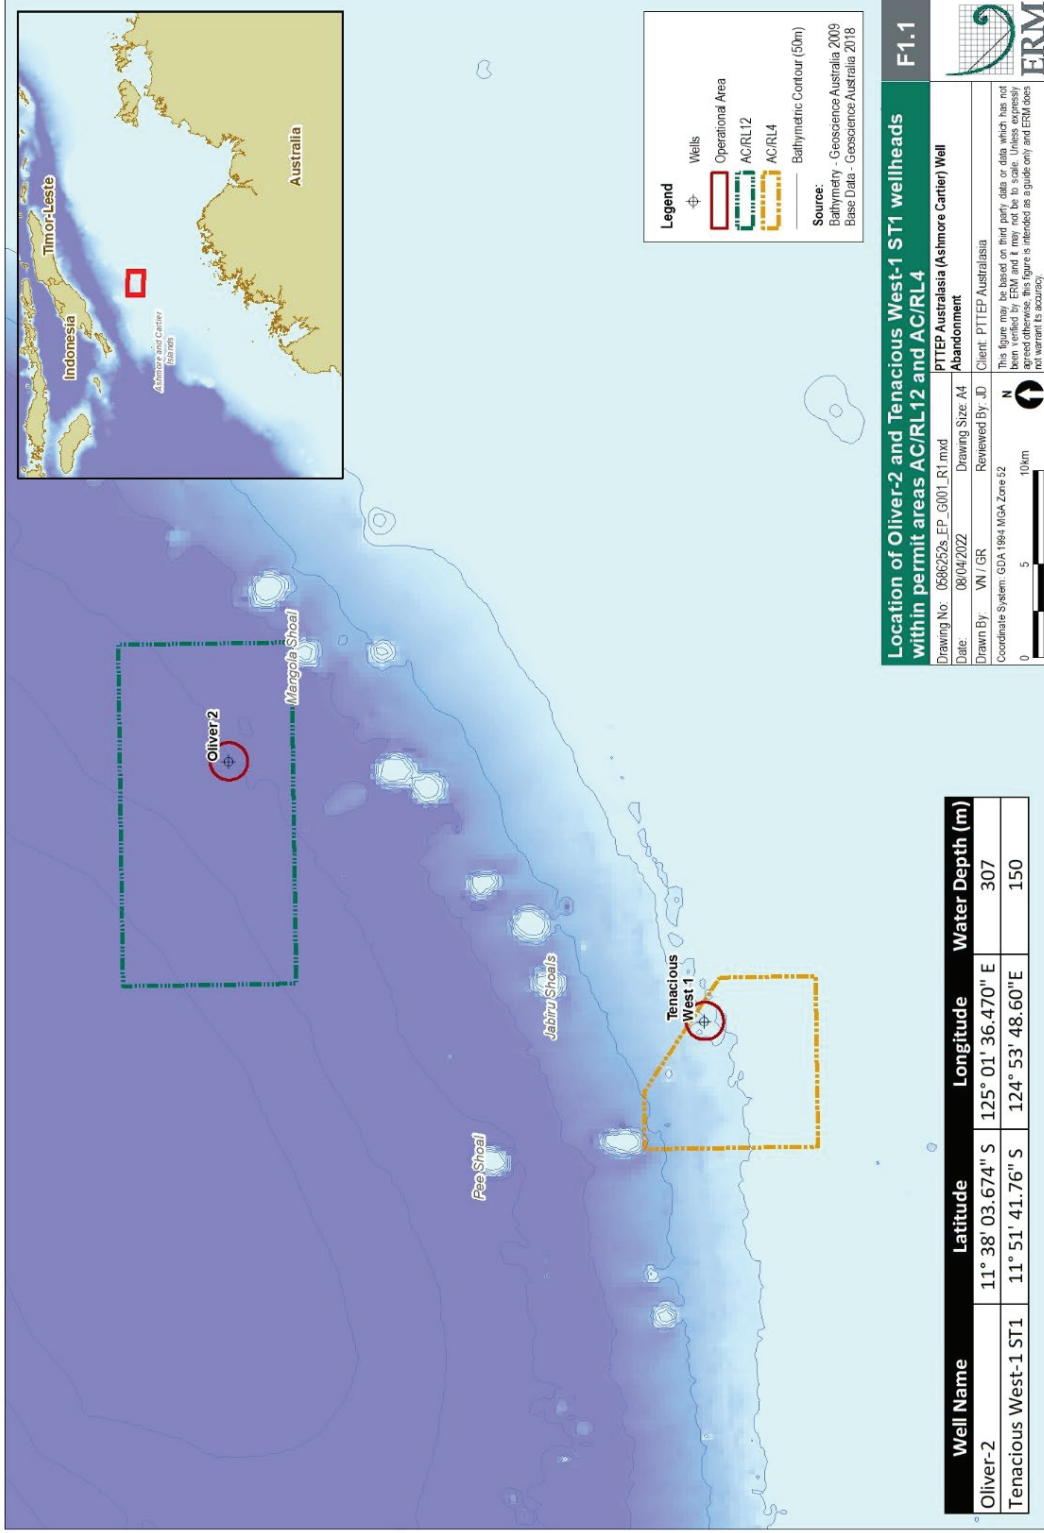 Timor-Leste
Indonesia
Ashmore and Cartier
Islands
Australia
Mangola Shoal
Oliver 2
Jabiru Shoals
Pee Shoal
Tenacious
West 1
Legend
Wells
Operational Area
AC/RL12
AC/RL4
Bathymetric Contour (50m)
Source:
Bathymetry - Geoscience Australia 2009
Base Data - Geoscience Australia 2018
Well Name Latitude Longitude Water Depth (m)
Oliver-2 11° 38' 03.674" S 125° 01' 36.470" E 307
Tenacious West-1 ST1 11° 51' 41.76" S 124° 53' 48.60"E 150
Location of Oliver-2 and Tenacious West-1 ST1 wellheads
within permit areas AC/RL12 and AC/RL4
F1.1
Drawing No: 0586252s_EP_G001_R1.mxd
Date: 08/04/2022 Drawing Size: A4
Drawn By: VN / GR Reviewed By: JD
Coordinate System: GDA 1994 MGA Zone 52
0 5 10km
N
PTTEP Australasia (Ashmore Cartier) Well
Abandonment
Client: PTTEP Australasia
This figure may be based on third party data or data which has not
been verified by ERM and it may not be to scale. Unless expressly
agreed otherwise, this figure is intended as a guide only and ERM does
not warrant its accuracy.
ERM